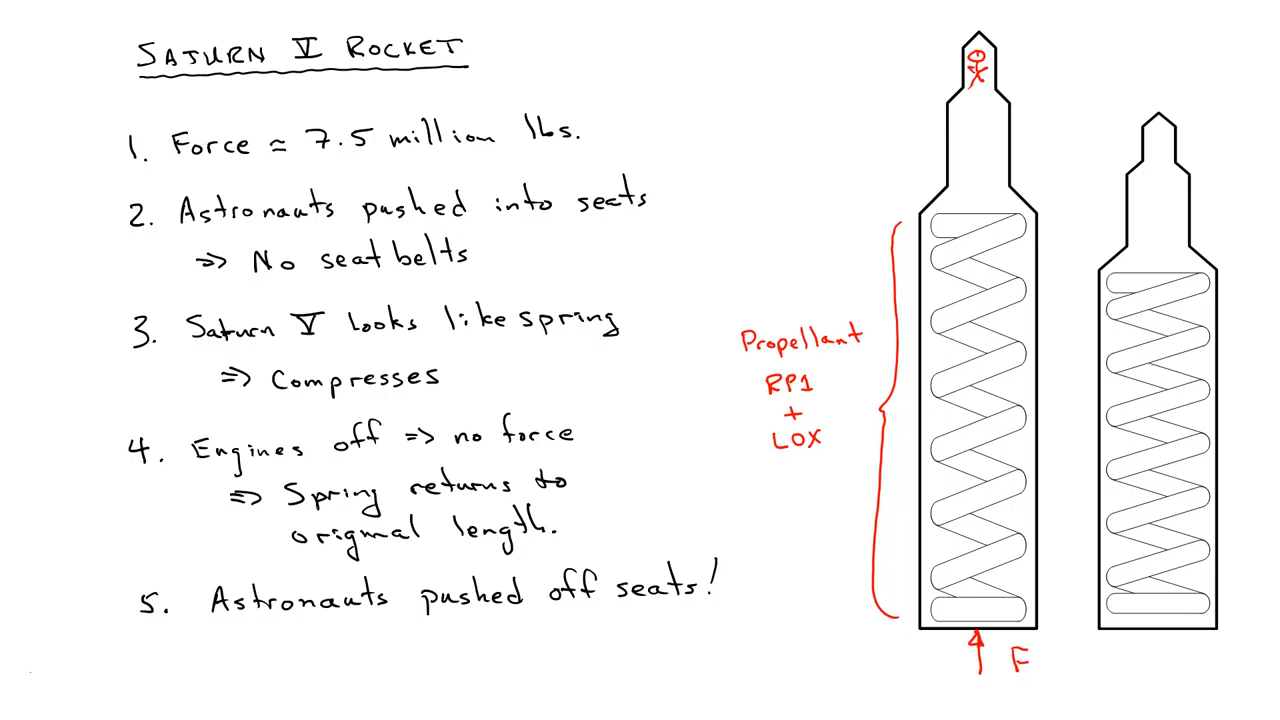 SATURN V ROCKET
1. Force ≈ 7.5 million lbs.
2. Astronauts pushed into seats
⇒ No seat belts
3. Saturn V looks like spring
⇒ Compresses
4. Engines off ⇒ no force
⇒ Spring returns to
original length.
5. Astronauts pushed off seats!
Propellant
RP1
+
LOX
F